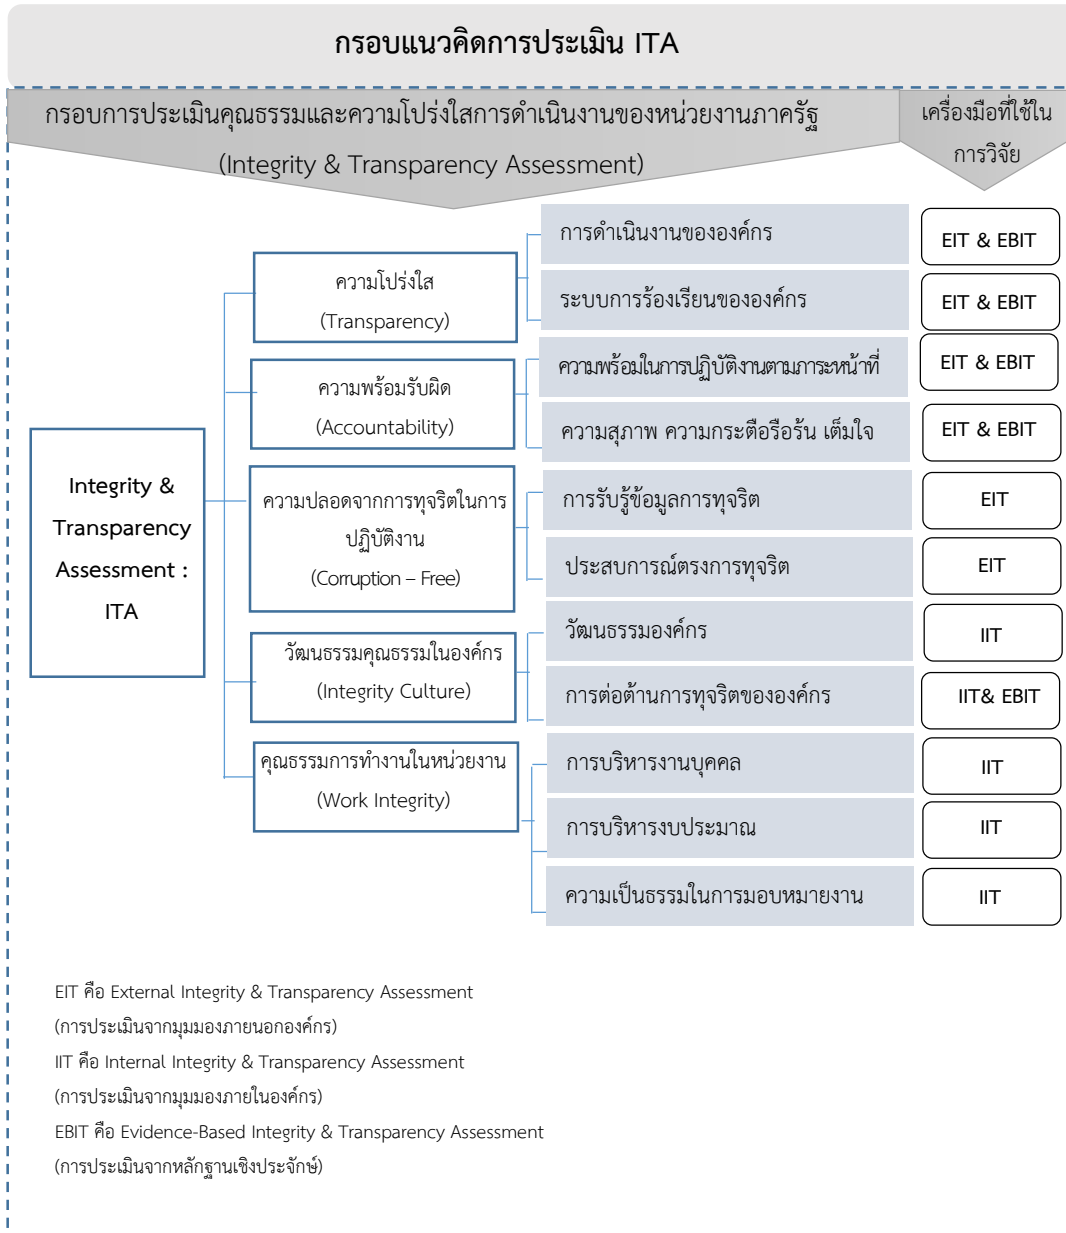 กรอบแนวคิดการประเมิน ITA
กรอบการประเมินคุณธรรมและความโปร่งใสการดำเนินงานของหน่วยงานภาครัฐ
(Integrity & Transparency Assessment)
เครื่องมือที่ใช้ใน
การวิจัย
Integrity &
Transparency
Assessment :
ITA
ความโปร่งใส
(Transparency)
การดำเนินงานขององค์กร
EIT & EBIT
ระบบการร้องเรียนขององค์กร
EIT & EBIT
ความพร้อมรับผิด
(Accountability)
ความพร้อมในการปฏิบัติงานตามภาระหน้าที่
EIT & EBIT
ความสุภาพ ความกระตือรือร้น เต็มใจ
EIT & EBIT
ความปลอดจากการทุจริตในการ
ปฏิบัติงาน
(Corruption – Free)
การรับรู้ข้อมูลการทุจริต
EIT
ประสบการณ์ตรงการทุจริต
EIT
วัฒนธรรมคุณธรรมในองค์กร
(Integrity Culture)
วัฒนธรรมองค์กร
IIT
การต่อต้านการทุจริตขององค์กร
IIT& EBIT
คุณธรรมการทำงานในหน่วยงาน
(Work Integrity)
การบริหารงานบุคคล
IIT
การบริหารงบประมาณ
IIT
ความเป็นธรรมในการมอบหมายงาน
IIT
EIT คือ External Integrity & Transparency Assessment
(การประเมินจากมุมมองภายนอกองค์กร)
IIT คือ Internal Integrity & Transparency Assessment
(การประเมินจากมุมมองภายในองค์กร)
EBIT คือ Evidence-Based Integrity & Transparency Assessment
(การประเมินจากหลักฐานเชิงประจักษ์)